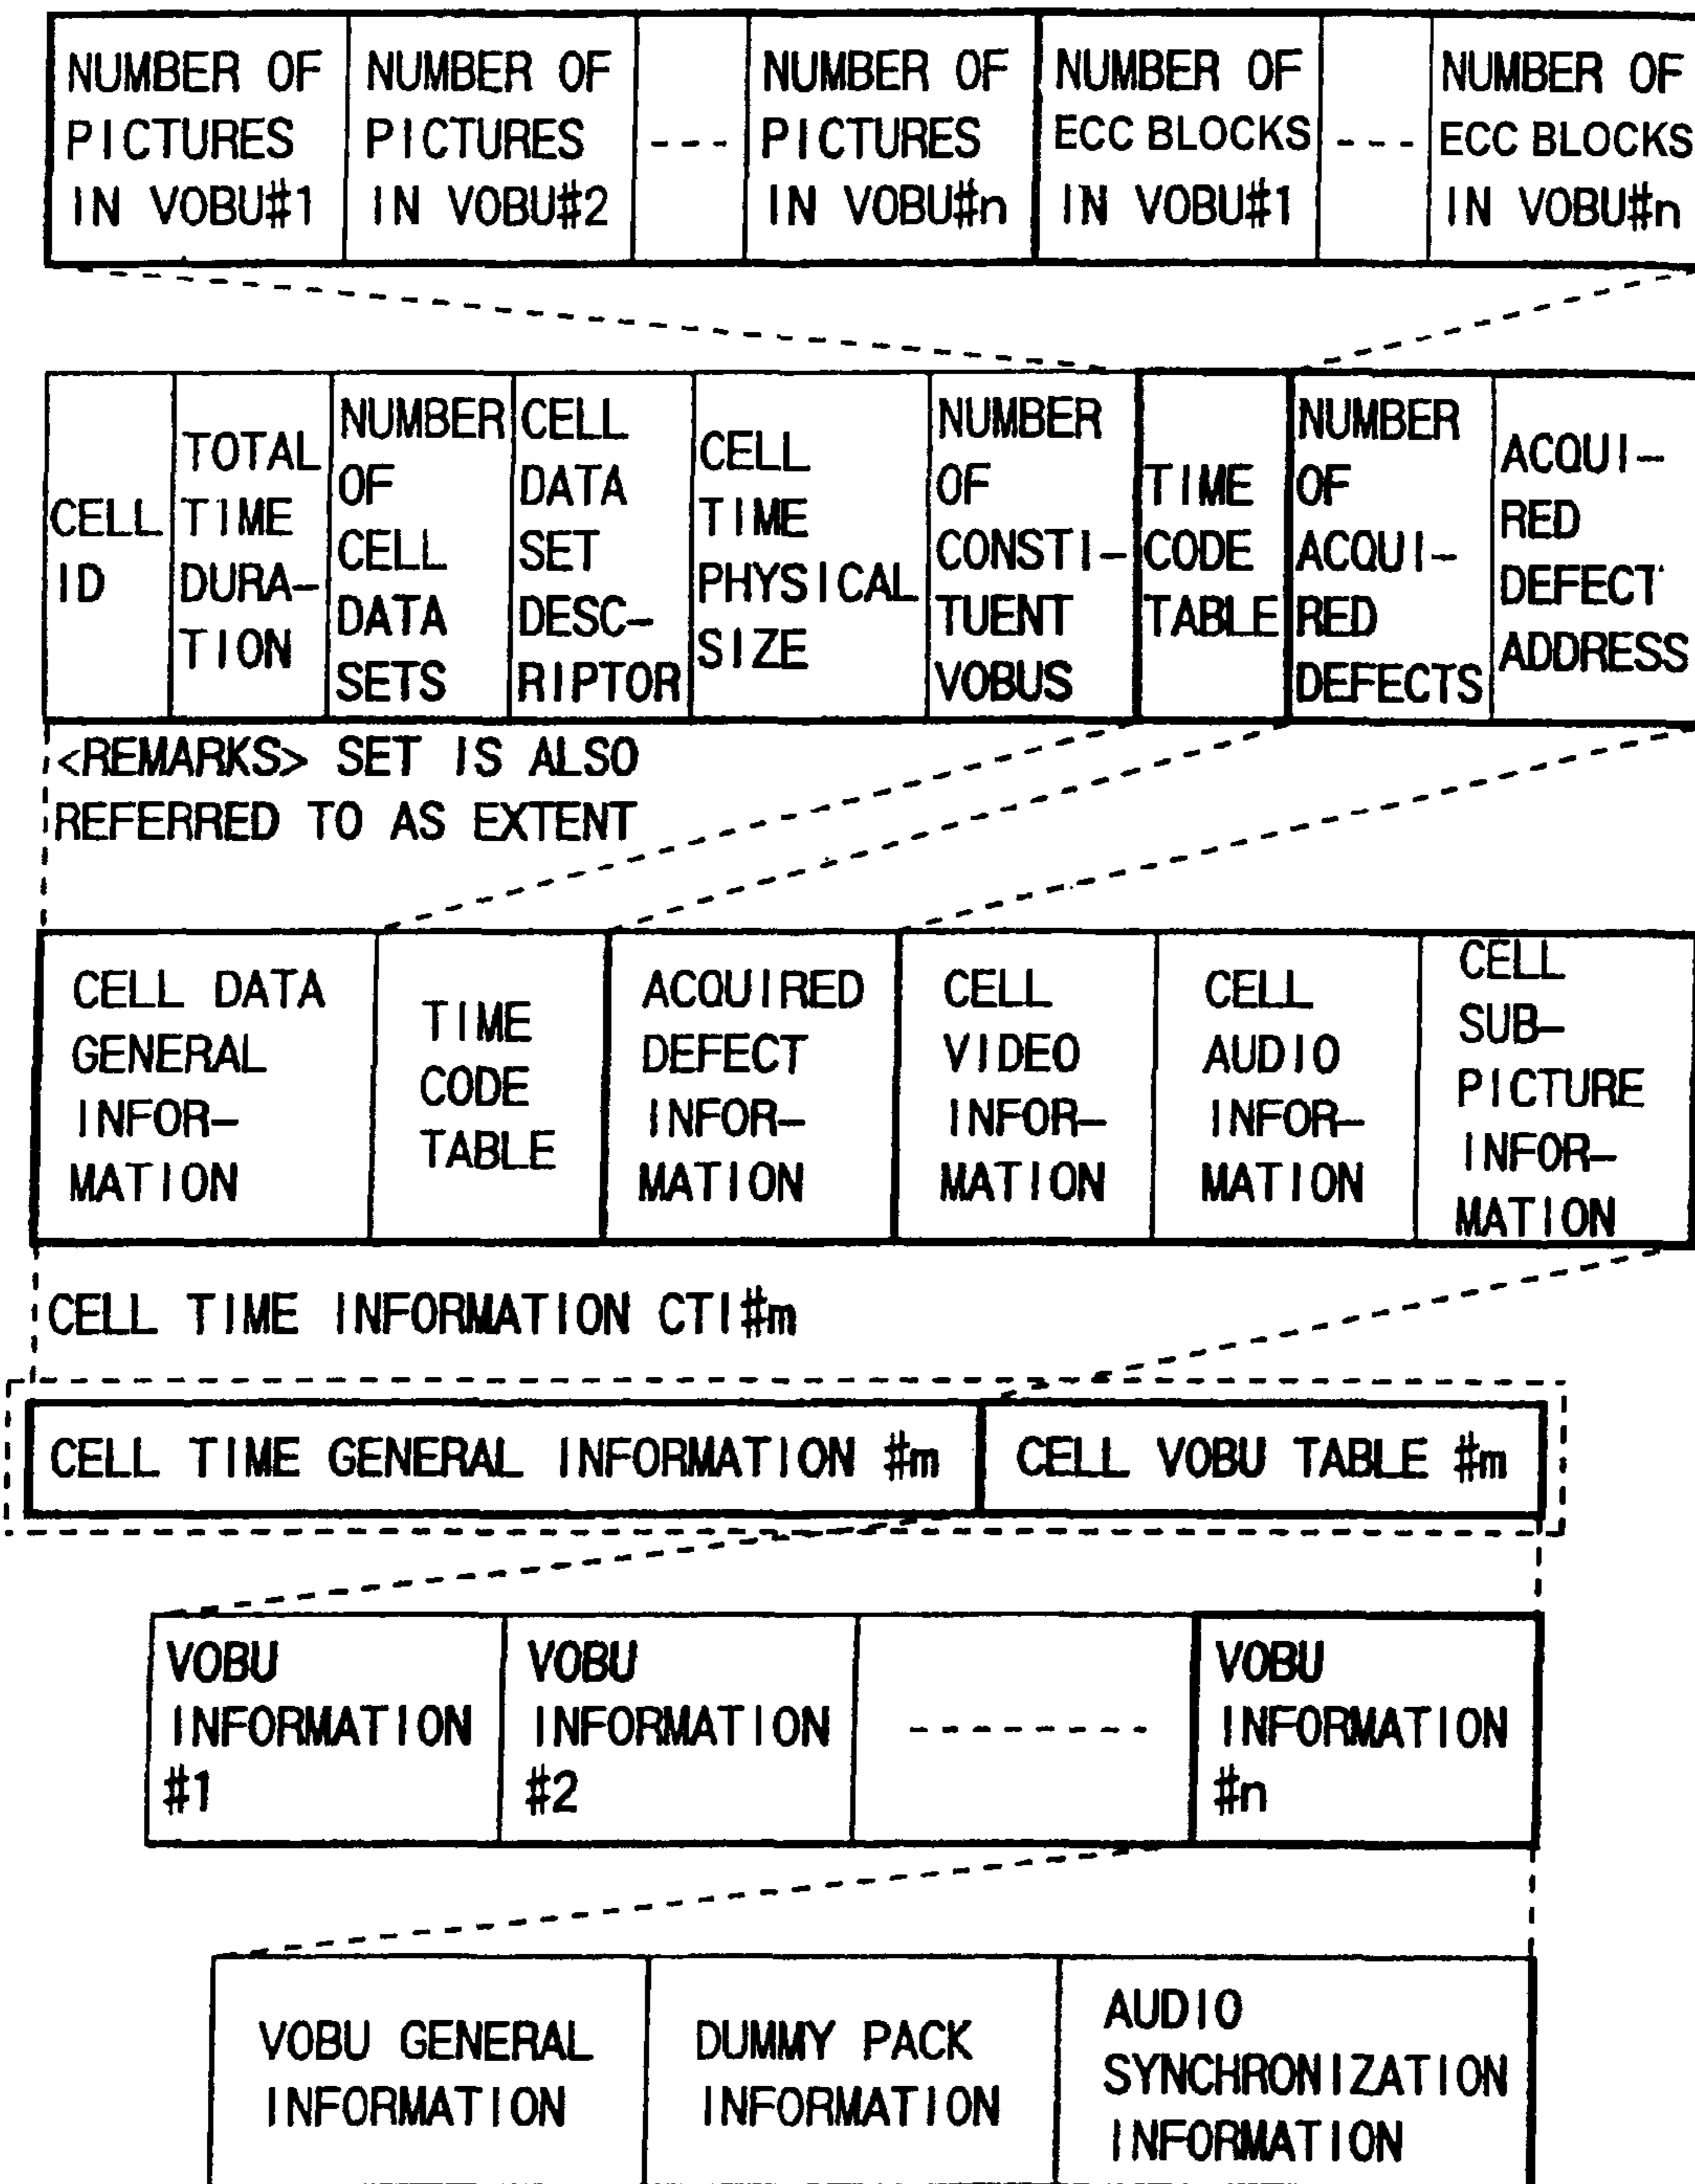 NUMBER OF
PICTURES
IN VOBU#1
NUMBER OF
PICTURES
IN VOBU#2
NUMBER OF
PICTURES
IN VOBU#n
NUMBER OF
ECC BLOCKS
IN VOBU#1
NUMBER OF
ECC BLOCKS
IN VOBU#n
CELL
ID
TOTAL
TIME
DURA-
TION
NUMBER
OF
CELL
DATA
SETS
CELL
DATA
SET
DESC-
RIPTOR
CELL
TIME
PHYSICAL
SIZE
NUMBER
OF
CONSTI-
TUENT
VOBUS
TIME
CODE
TABLE
NUMBER
OF
ACQUI-
RED
DEFECTS
ACQUI-
RED
DEFECT
ADDRESS
<REMARKS> SET IS ALSO
REFERRED TO AS EXTENT
CELL DATA
GENERAL
INFOR-
MATION
TIME
CODE
TABLE
ACQUIRED
DEFECT
INFOR-
MATION
CELL
VIDEO
INFOR-
MATION
CELL
AUDIO
INFOR-
MATION
CELL
SUB-
PICTURE
INFOR-
MATION
CELL TIME INFORMATION CTI#m
CELL TIME GENERAL INFORMATION #m
CELL VOBU TABLE #m
VOBU
INFORMATION
#1
VOBU
INFORMATION
#2
VOBU
INFORMATION
#n
VOBU GENERAL
INFORMATION
DUMMY PACK
INFORMATION
AUDIO
SYNCHRONIZATION
INFORMATION